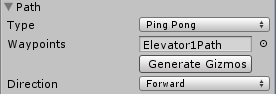 Path
Type Ping Pong
Waypoints Elevator1Path
Generate Gizmos
Direction Forward